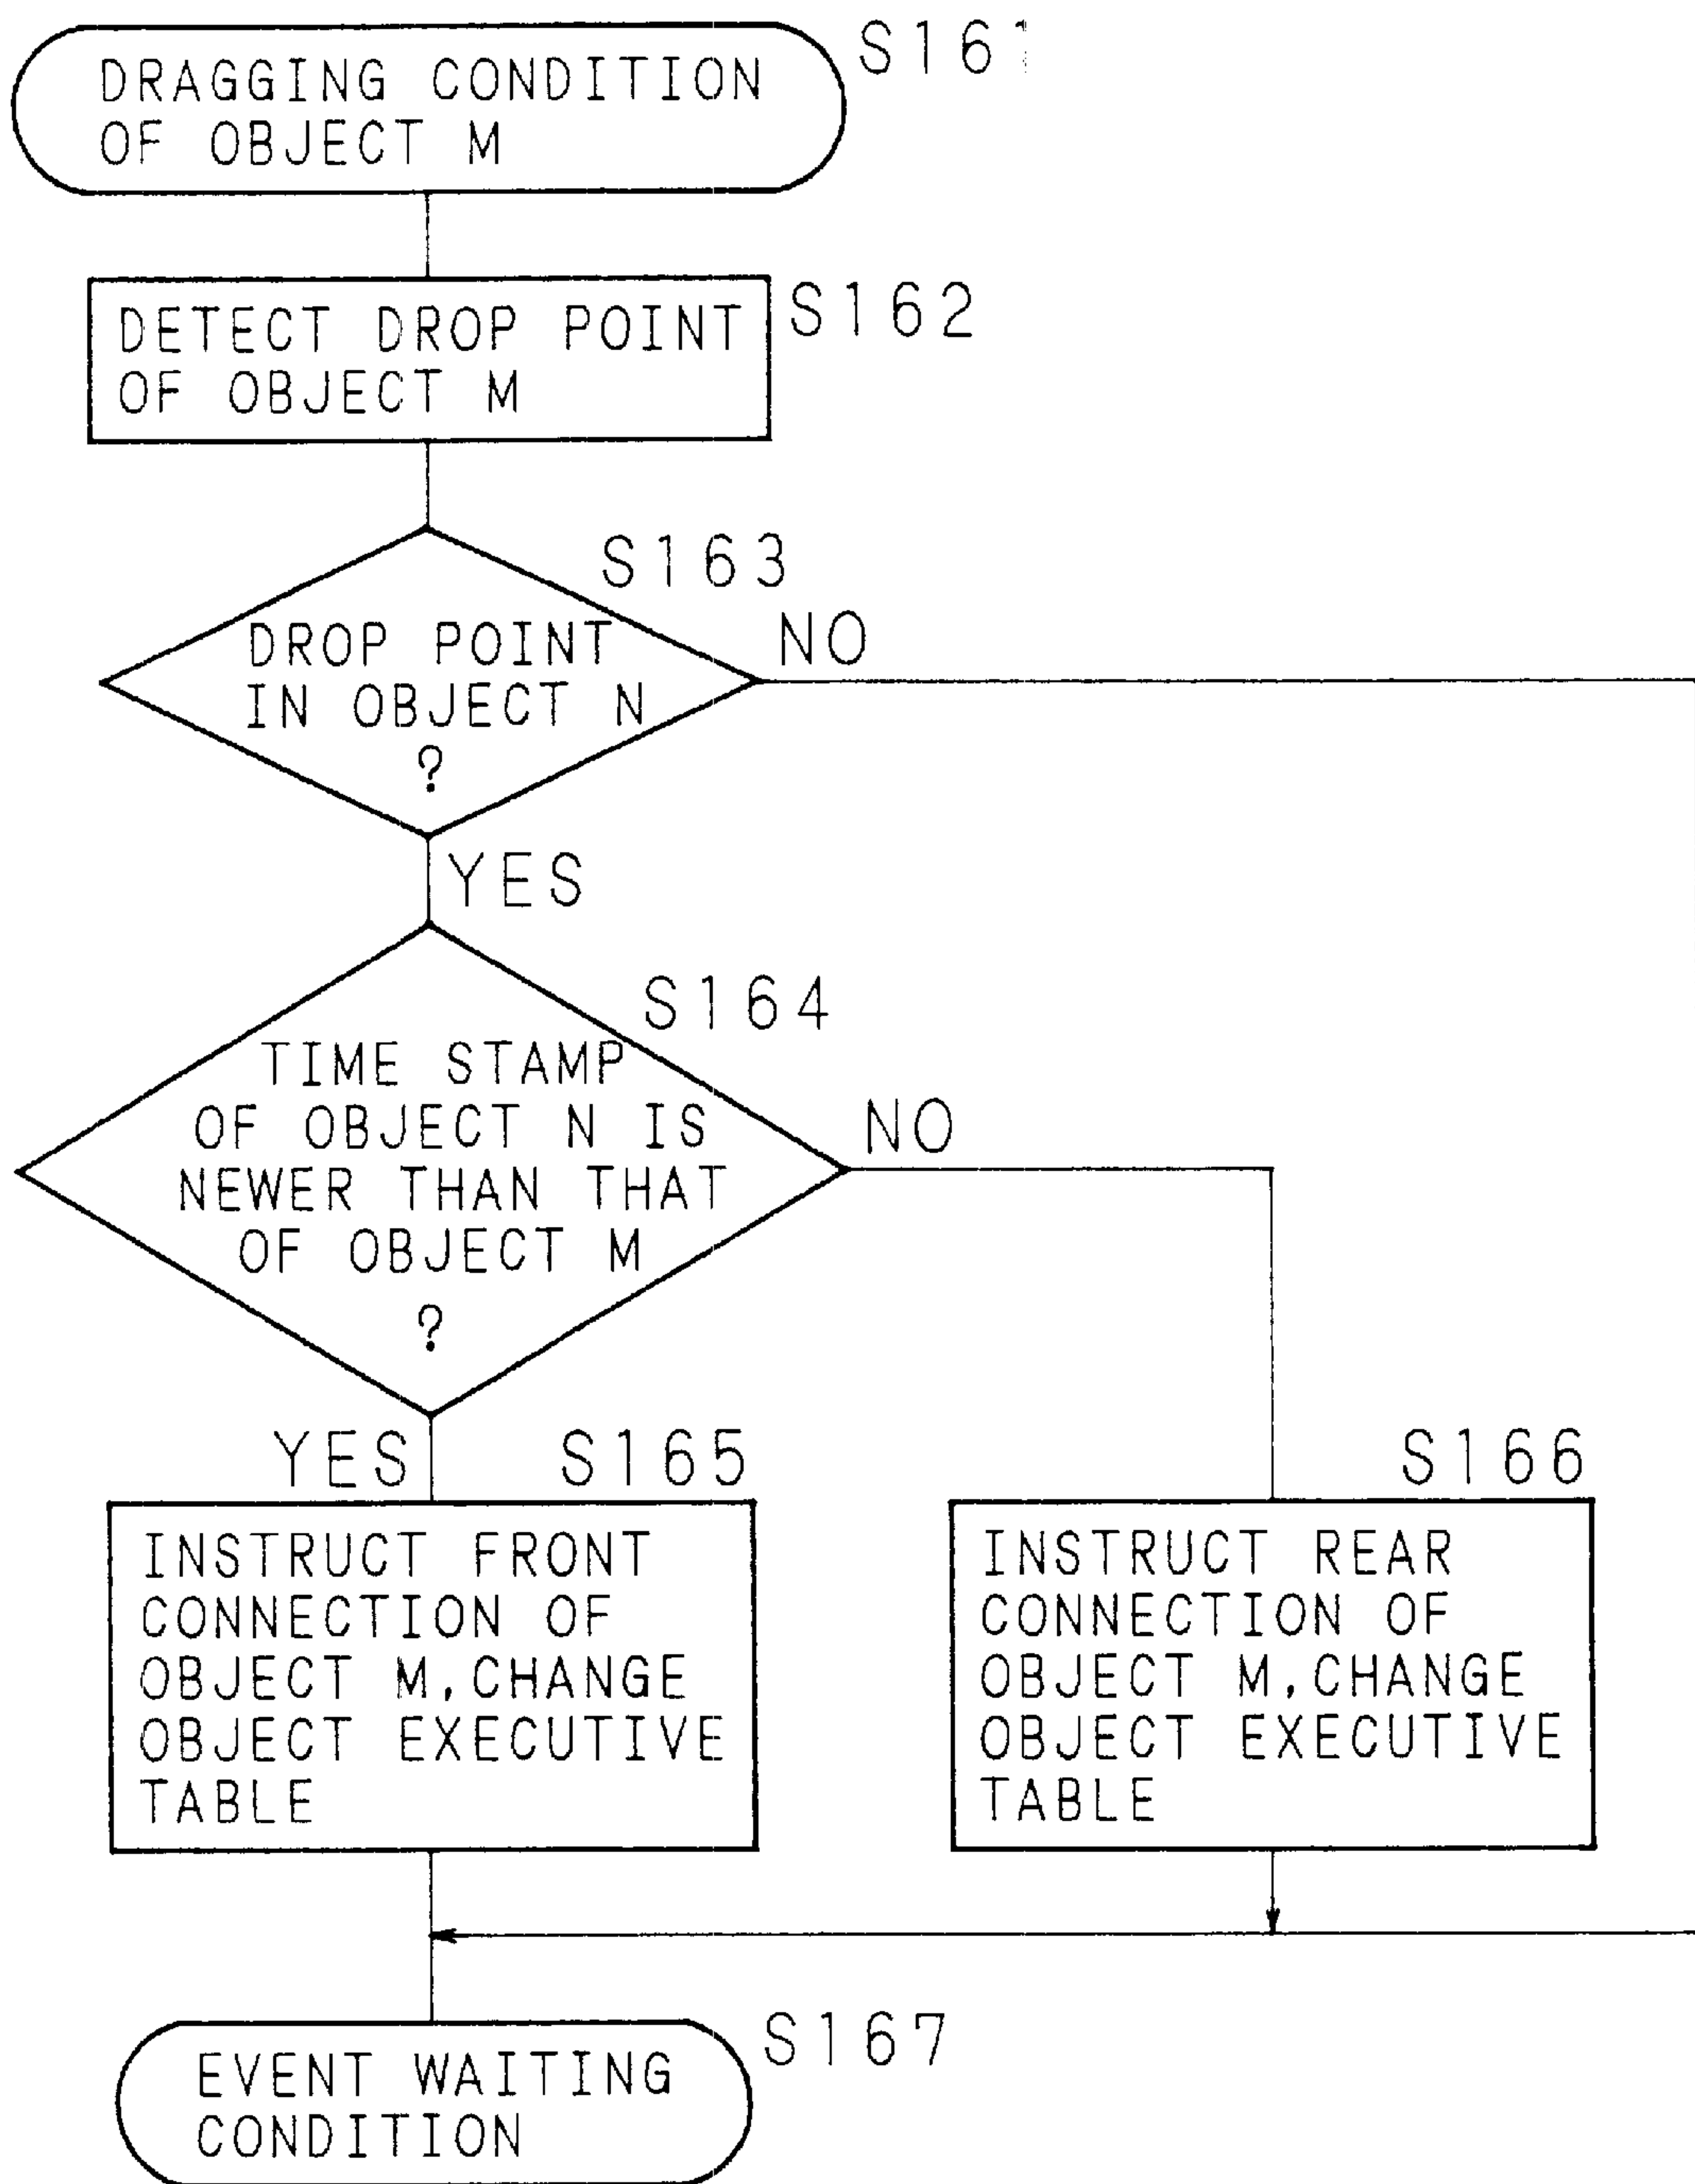 S161
DRAGGING CONDITION
OF OBJECT M
S162
DETECT DROP POINT
OF OBJECT M
S163
DROP POINT
IN OBJECT N
?
NO
YES
S164
TIME STAMP
OF OBJECT N IS
NEWER THAN THAT
OF OBJECT M
?
NO
YES
S165
INSTRUCT FRONT
CONNECTION OF
OBJECT M, CHANGE
OBJECT EXECUTIVE
TABLE
S166
INSTRUCT REAR
CONNECTION OF
OBJECT M, CHANGE
OBJECT EXECUTIVE
TABLE
S167
EVENT WAITING
CONDITION